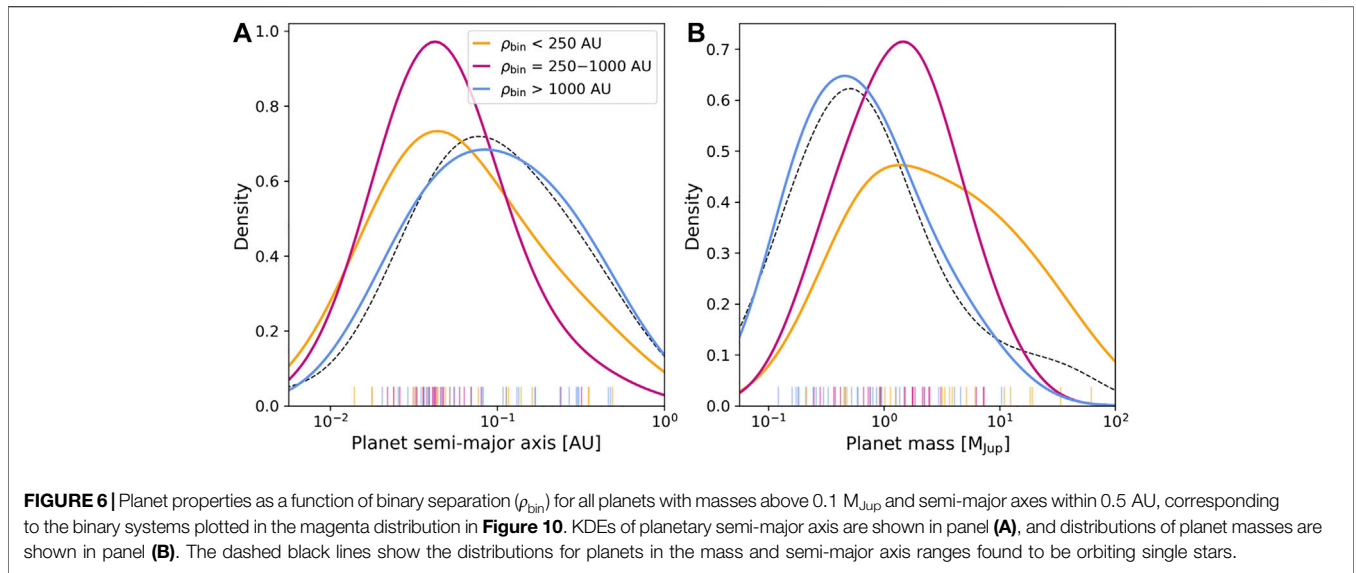 A
ρbin < 250 AU
ρbin = 250−1000 AU
ρbin > 1000 AU
1.0
0.8
0.6
0.4
0.2
0.0
Density
10⁻²
10⁻¹
10⁰
Planet semi-major axis [AU]
B
0.7
0.6
0.5
0.4
0.3
0.2
0.1
0.0
Density
10⁻¹
10⁰
10¹
10²
Planet mass [MJup]
FIGURE 6 | Planet properties as a function of binary separation (ρbin) for all planets with masses above 0.1 MJup and semi-major axes within 0.5 AU, corresponding
to the binary systems plotted in the magenta distribution in Figure 10. KDEs of planetary semi-major axis are shown in panel (A), and distributions of planet masses are
shown in panel (B). The dashed black lines show the distributions for planets in the mass and semi-major axis ranges found to be orbiting single stars.